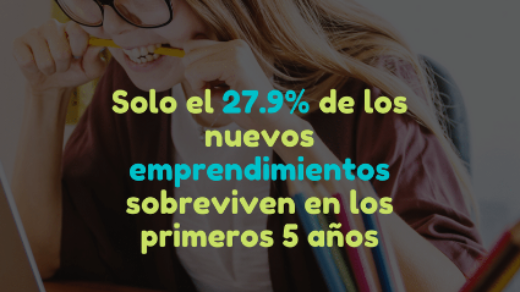 Solo el 27.9% de los
nuevos
emprendimientos
sobreviven en los
primeros 5 años